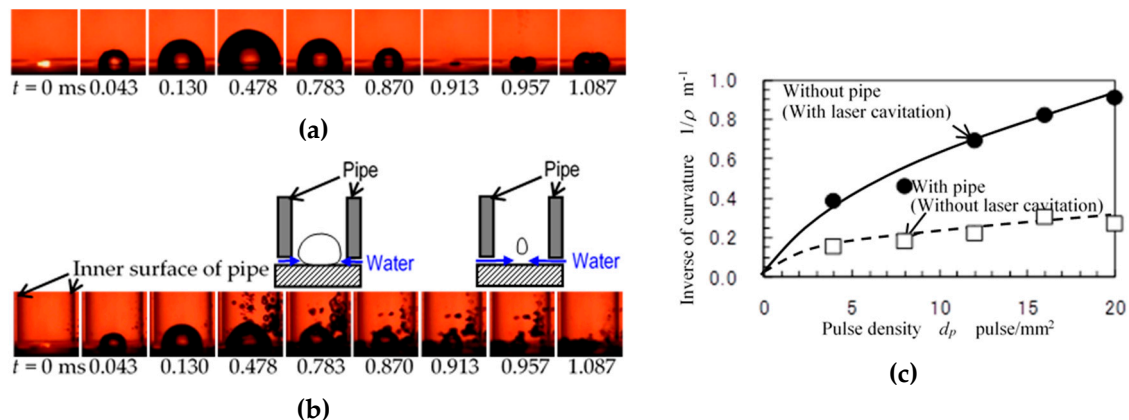 t = 0 ms 0.043 0.130 0.478 0.783 0.870 0.913 0.957 1.087
(a)
Pipe Pipe
Water Water
Inner surface of pipe
t = 0 ms 0.043 0.130 0.478 0.783 0.870 0.913 0.957 1.087
(b)
Inverse of curvature 1/ρ m⁻¹
1.0
0.8
0.6
0.4
0.2
0.0
Without pipe
(With laser cavitation)
With pipe
(Without laser cavitation)
0 5 10 15 20
Pulse density dₚ pulse/mm²
(c)